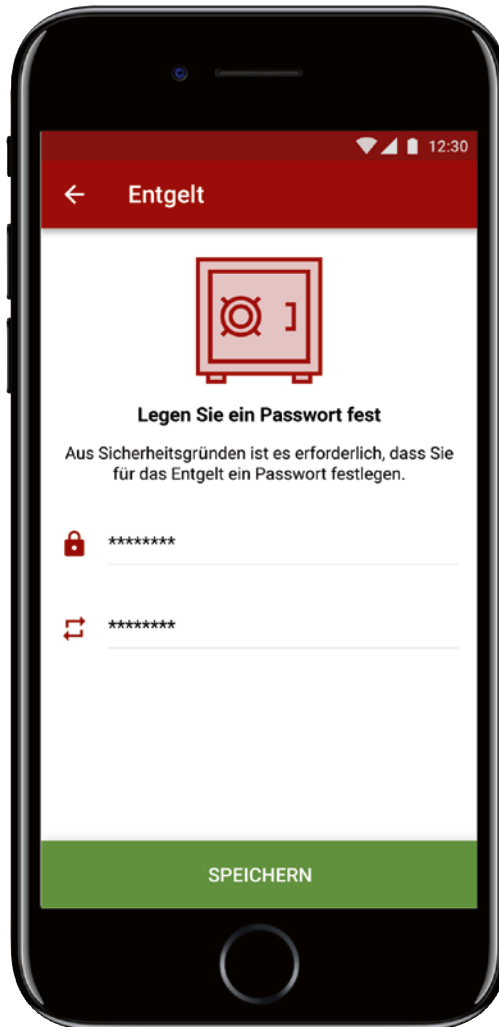 12:30
Entgelt
Legen Sie ein Passwort fest
Aus Sicherheitsgründen ist es erforderlich, dass Sie
für das Entgelt ein Passwort festlegen.
********
********
SPEICHERN